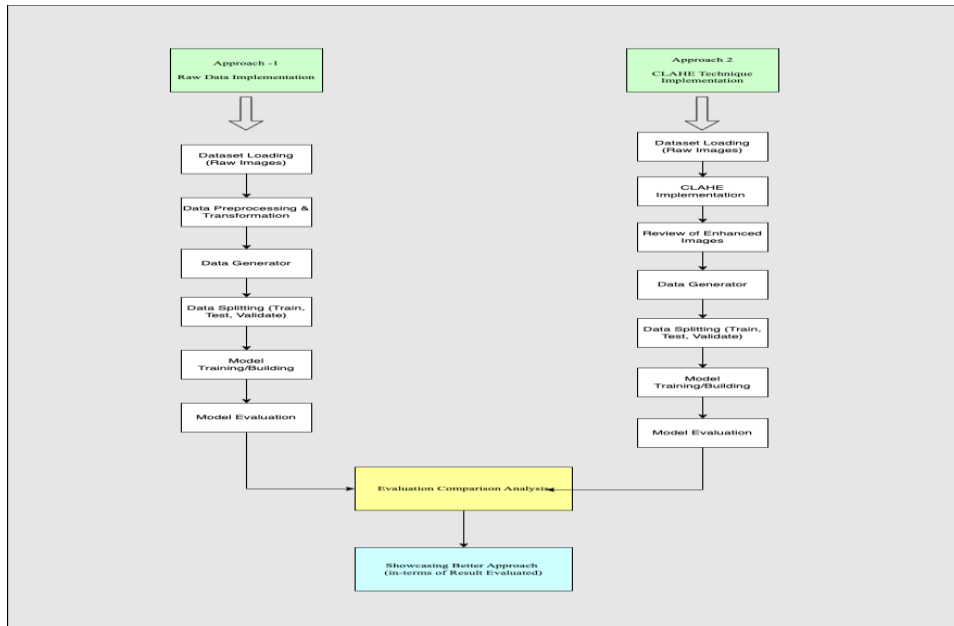 Approach -1
Raw Data Implementation
Dataset Loading
(Raw Images)
Data Preprocessing &
Transformation
Data Generator
Data Splitting (Train,
Test, Validate)
Model
Training/Building
Model Evaluation
Approach 2
CLAHE Technique
Implementation
Dataset Loading
(Raw Images)
CLAHE
Implementation
Review of Enhanced
Images
Data Generator
Data Splitting (Train,
Test, Validate)
Model
Training/Building
Model Evaluation
Evaluation Comparison Analysis
Showcasing Better Approach
(in-terms of Result Evaluated)